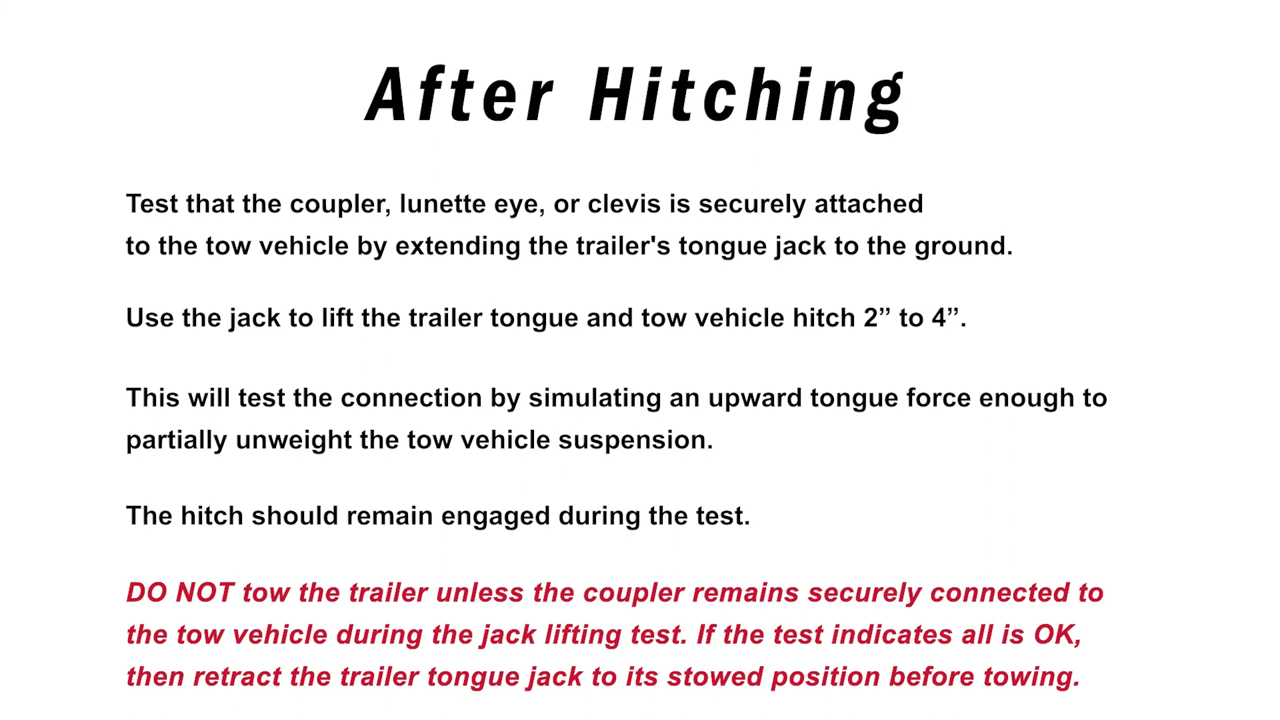 After Hitching
Test that the coupler, lunette eye, or clevis is securely attached
to the tow vehicle by extending the trailer's tongue jack to the ground.
Use the jack to lift the trailer tongue and tow vehicle hitch 2” to 4”.
This will test the connection by simulating an upward tongue force enough to
partially unweight the tow vehicle suspension.
The hitch should remain engaged during the test.
DO NOT tow the trailer unless the coupler remains securely connected to
the tow vehicle during the jack lifting test. If the test indicates all is OK,
then retract the trailer tongue jack to its stowed position before towing.